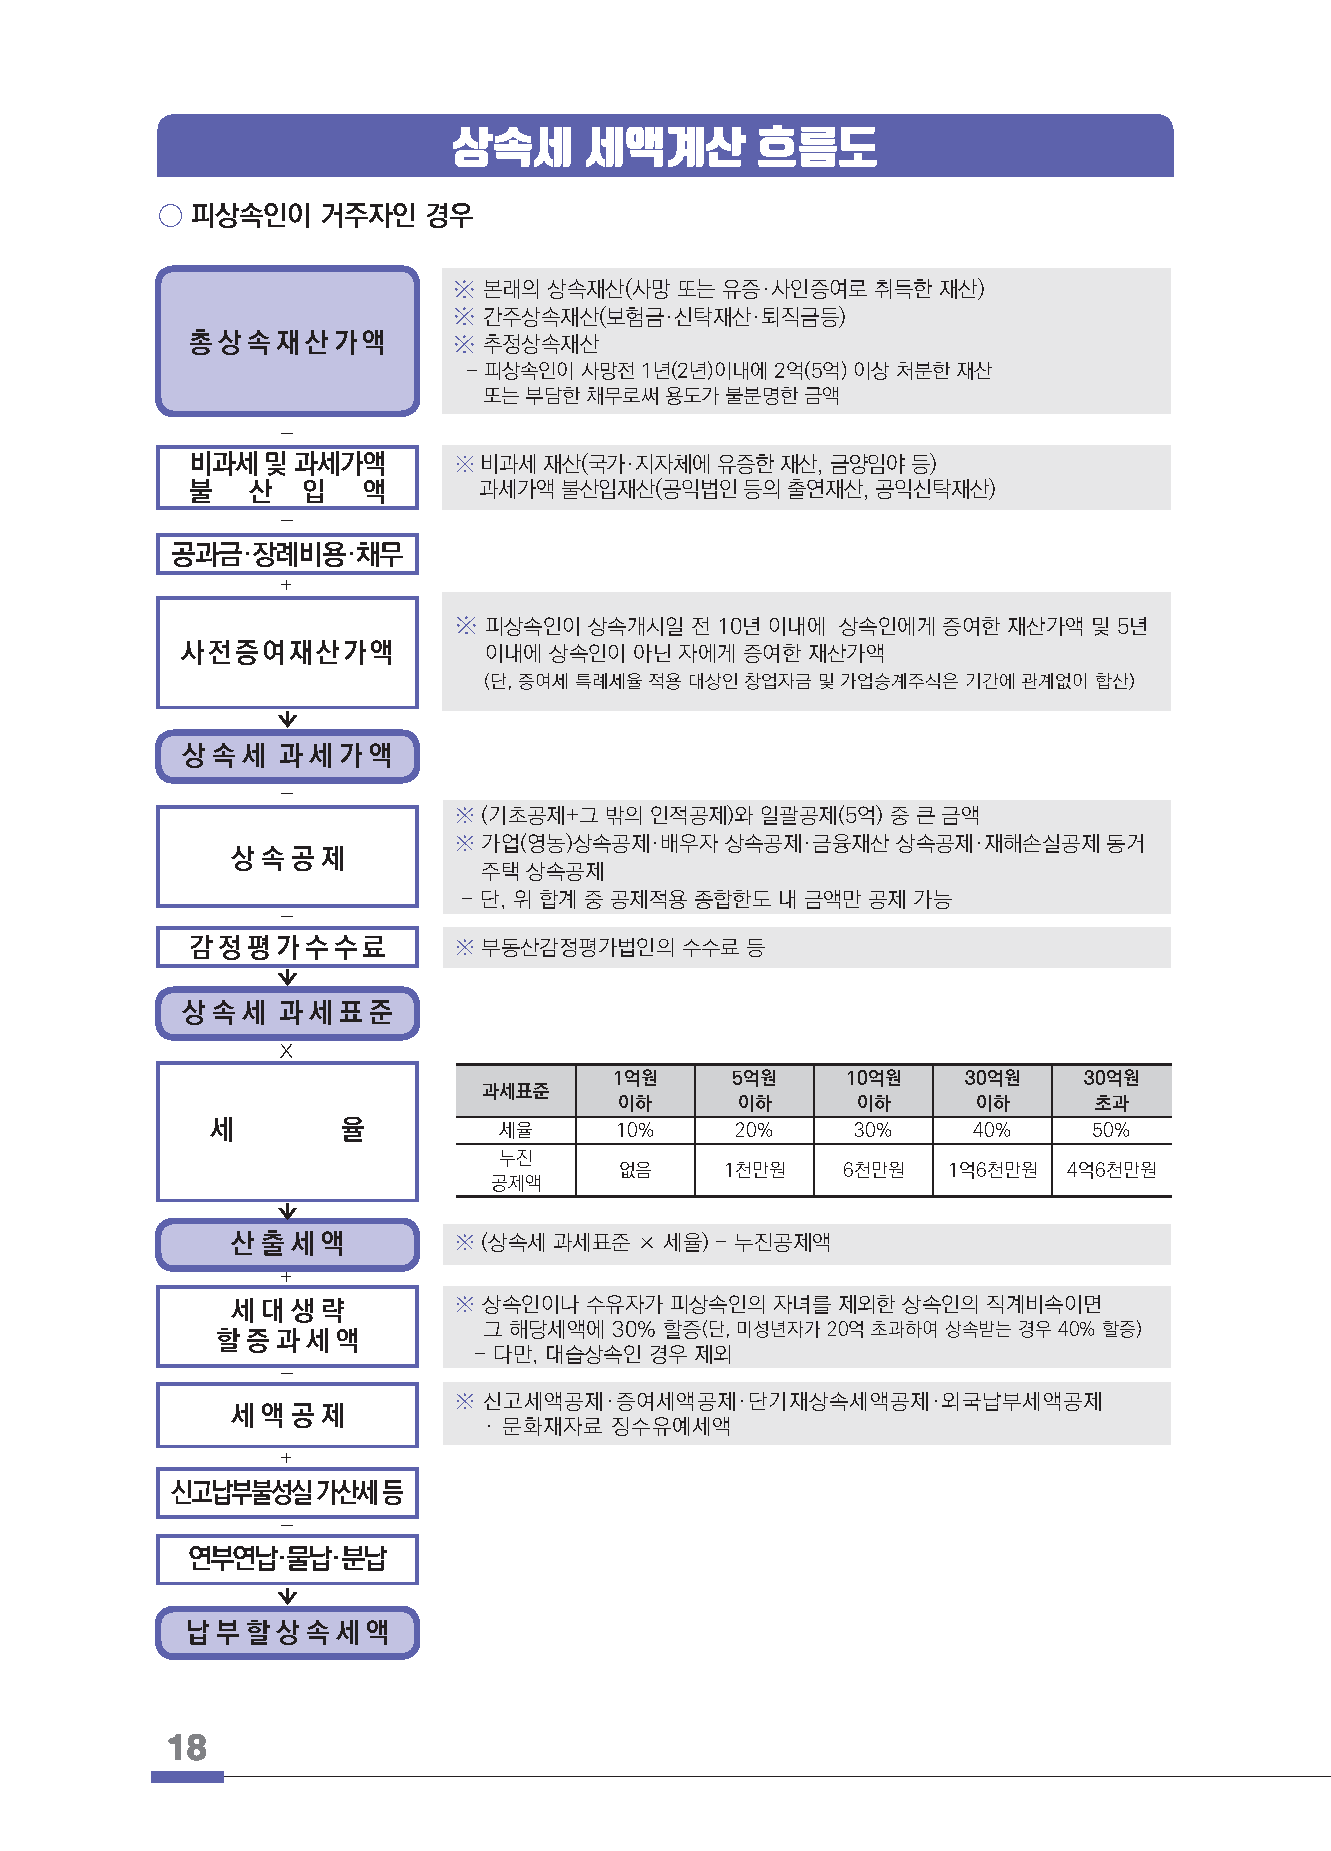 상속세 세액계산 흐름도
○ 피상속인이 거주자인 경우
총상속재산가액
※ 본래의 상속재산(사망 또는 유증·사인증여로 취득한 재산)
※ 간주상속재산(보험금·신탁재산·퇴직금등)
※ 추정상속재산
- 피상속인이 사망전 1년(2년)이내에 2억(5억) 이상 처분한 재산
또는 부담한 채무로써 용도가 불분명한 금액
-
비과세 및 과세가액
불 산 입 액
※ 비과세 재산(국가·지자체에 유증한 재산, 금양임야 등)
과세가액 불산입재산(공익법인 등의 출연재산, 공익신탁재산)
-
공과금·장례비용·채무
+
사전증여재산가액
※ 피상속인이 상속개시일 전 10년 이내에 상속인에게 증여한 재산가액 및 5년
이내에 상속인이 아닌 자에게 증여한 재산가액
(단, 증여세 특례세율 적용 대상인 창업자금 및 가업승계주식은 기간에 관계없이 합산)
↓
상속세 과세가액
-
상속공제
※ (기초공제+그 밖의 인적공제)와 일괄공제(5억) 중 큰 금액
※ 가업(영농)상속공제·배우자 상속공제·금융재산 상속공제·재해손실공제 동거
주택 상속공제
- 단, 위 합계 중 공제적용 종합한도 내 금액만 공제 가능
-
감정평가수수료
※ 부동산감정평가법인의 수수료 등
↓
상속세 과세표준
X
세 율
과세표준 1억원 이하 5억원 이하 10억원 이하 30억원 이하 30억원 초과
세율 10% 20% 30% 40% 50%
누진 공제액 없음 1천만원 6천만원 1억6천만원 4억6천만원
↓
산출세액
※ (상속세 과세표준 × 세율) - 누진공제액
+
세대생략
할증과세액
※ 상속인이나 수유자가 피상속인의 자녀를 제외한 상속인의 직계비속이면
그 해당세액에 30% 할증(단, 미성년자가 20억 초과하여 상속받는 경우 40% 할증)
- 다만, 대습상속인 경우 제외
-
세액공제
※ 신고세액공제·증여세액공제·단기재상속세액공제·외국납부세액공제
· 문화재자료 징수유예세액
+
신고납부불성실 가산세 등
-
연부연납·물납·분납
↓
납부할상속세액
18